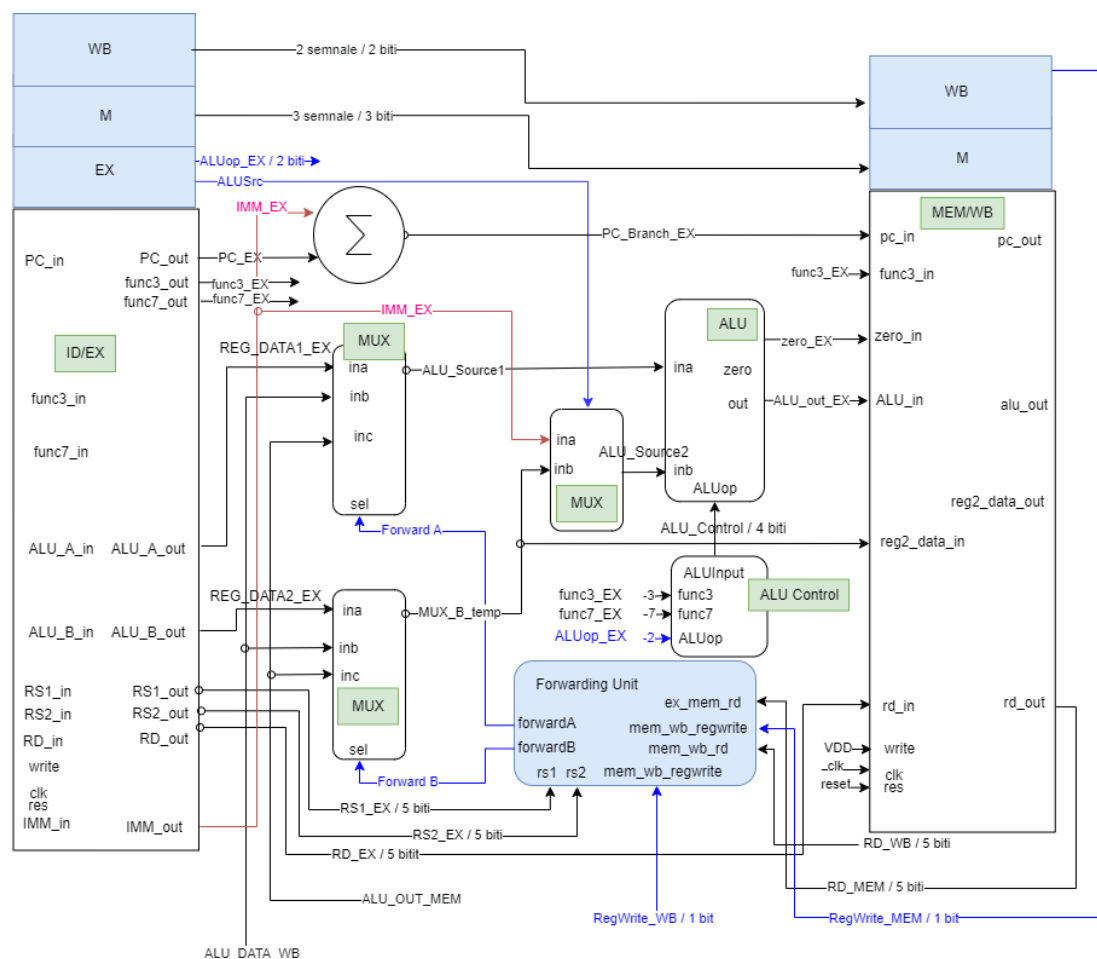 WB
2 semnale / 2 biti
M
3 semnale / 3 biti
EX
ALUop_EX / 2 biti
ALUSrc
WB
M
IMM_EX
Σ
PC_Branch_EX
MEM/WB
pc_in
pc_out
PC_in
PC_out
PC_EX
func3_out
func3_EX
func7_out
func7_EX
func3_EX
func3_in
IMM_EX
ID/EX
REG_DATA1_EX
MUX
ina
ALU_Source1
inb
inc
sel
ALU
ina
zero
zero_EX
zero_in
out
ALU_out_EX
ALU_in
alu_out
func3_in
func7_in
ina
ALU_Source2
inb
MUX
inb
ALUop
reg2_data_out
Forward A
ALU_Control / 4 biti
reg2_data_in
ALU_A_in
ALU_A_out
REG_DATA2_EX
ina
MUX_B_temp
inb
inc
MUX
sel
ALUInput
func3_EX
-3
func3
func7_EX
-7
func7
ALUop_EX
-2
ALUop
ALU Control
ALU_B_in
ALU_B_out
Forwarding Unit
ex_mem_rd
forwardA
mem_wb_regwrite
forwardB
mem_wb_rd
rs1
rs2
mem_wb_regwrite
RS1_in
RS1_out
RS2_in
RS2_out
RD_in
RD_out
write
clk
res
IMM_in
IMM_out
Forward B
rd_in
rd_out
VDD
write
clk
clk
reset
res
RS1_EX / 5 biti
RS2_EX / 5 biti
RD_EX / 5 bitit
RD_WB / 5 biti
RD_MEM / 5 biti
ALU_OUT_MEM
RegWrite_WB / 1 bit
RegWrite_MEM / 1 bit
ALU_DATA_WB